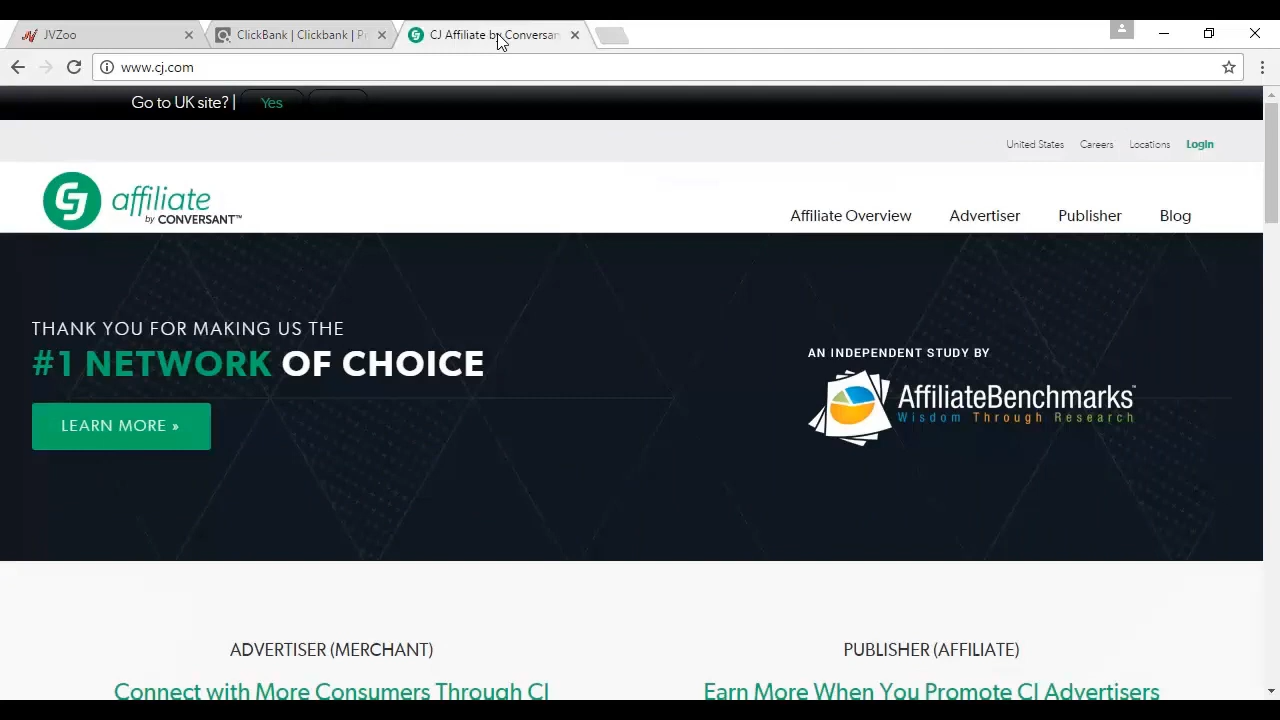 JVZoo
ClickBank | Clickbank | Pr
CJ Affiliate by Conversan
www.cj.com
Go to UK site? | Yes
United States Careers Locations Login
affiliate
by CONVERSANT™
Affiliate Overview Advertiser Publisher Blog
THANK YOU FOR MAKING US THE
#1 NETWORK OF CHOICE
LEARN MORE »
AN INDEPENDENT STUDY BY
AffiliateBenchmarks™
Wisdom Through Research
ADVERTISER (MERCHANT)
PUBLISHER (AFFILIATE)
Connect with More Consumers Through CJ
Earn More When You Promote CJ Advertisers